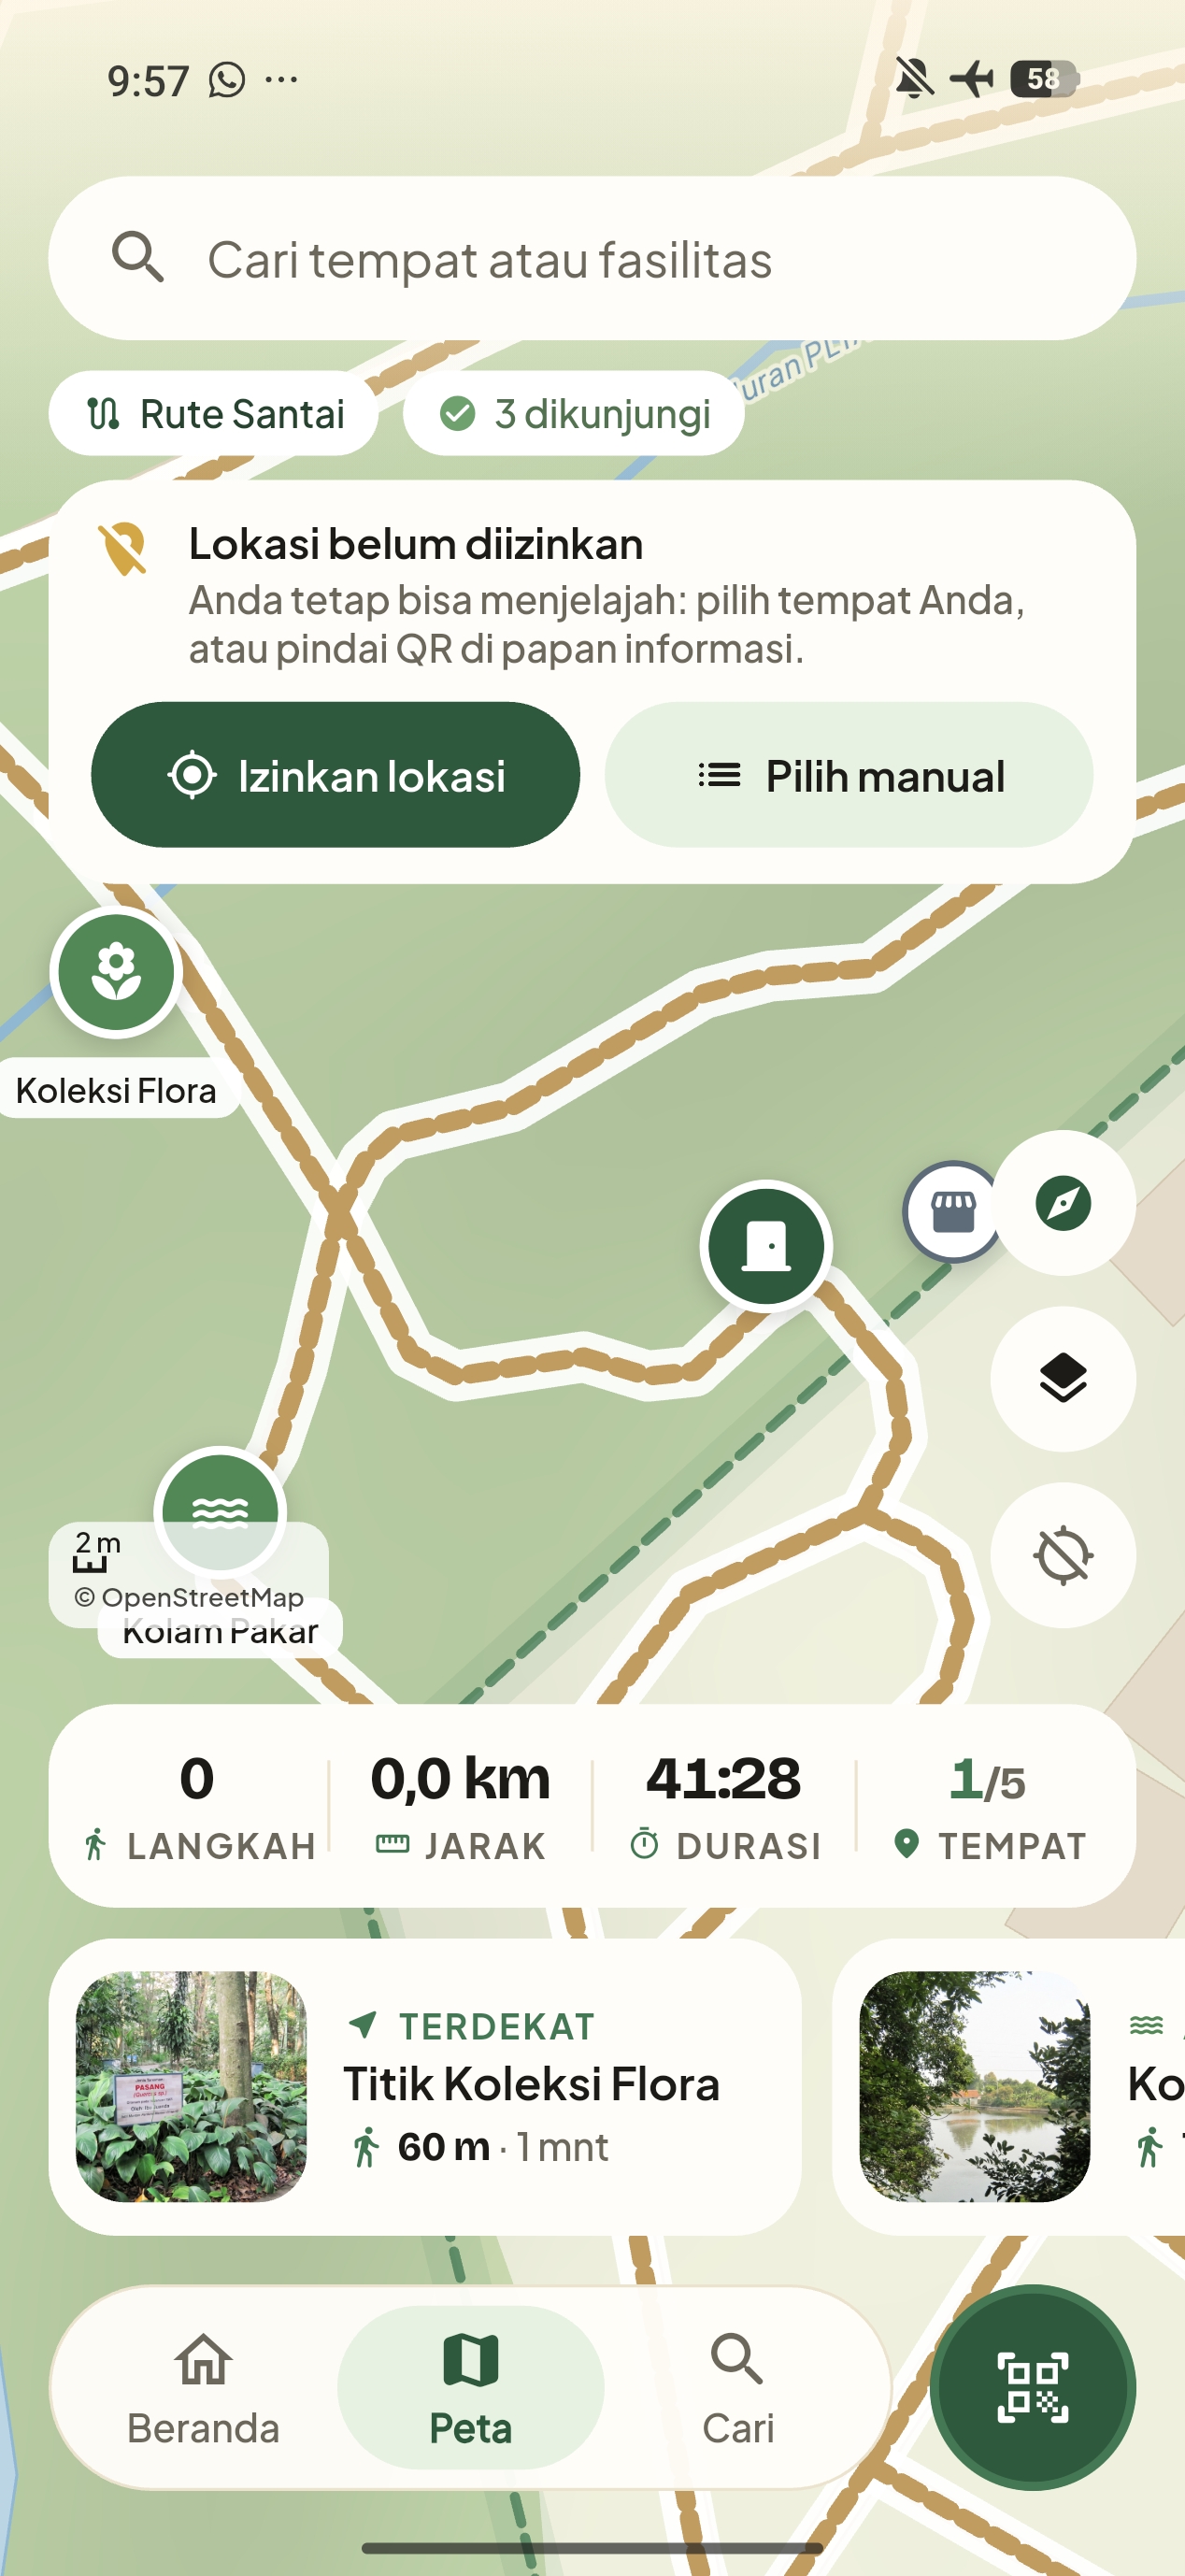 9:57
58
Cari tempat atau fasilitas
Rute Santai
3 dikunjungi
Lokasi belum diizinkan
Anda tetap bisa menjelajah: pilih tempat Anda,
atau pindai QR di papan informasi.
Izinkan lokasi
Pilih manual
Koleksi Flora
2 m
© OpenStreetMap
Kolam Pakar
0
0,0 km
41:28
1/5
LANGKAH
JARAK
DURASI
TEMPAT
PASANG
TERDEKAT
Titik Koleksi Flora
60 m · 1 mnt
Beranda
Peta
Cari